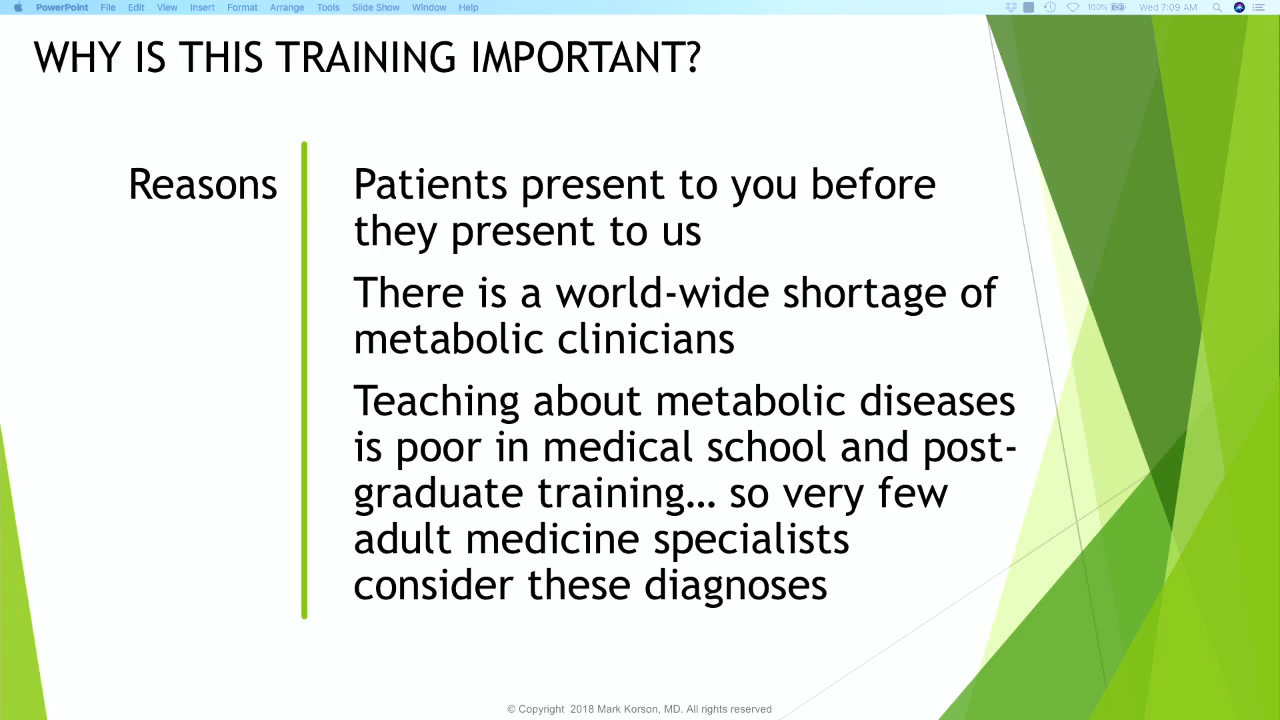 PowerPoint File Edit View Insert Format Arrange Tools Slide Show Window Help 100% Wed 7:09 AM
WHY IS THIS TRAINING IMPORTANT?
Reasons
Patients present to you before
they present to us
There is a world-wide shortage of
metabolic clinicians
Teaching about metabolic diseases
is poor in medical school and post-
graduate training… so very few
adult medicine specialists
consider these diagnoses
© Copyright 2018 Mark Korson, MD. All rights reserved